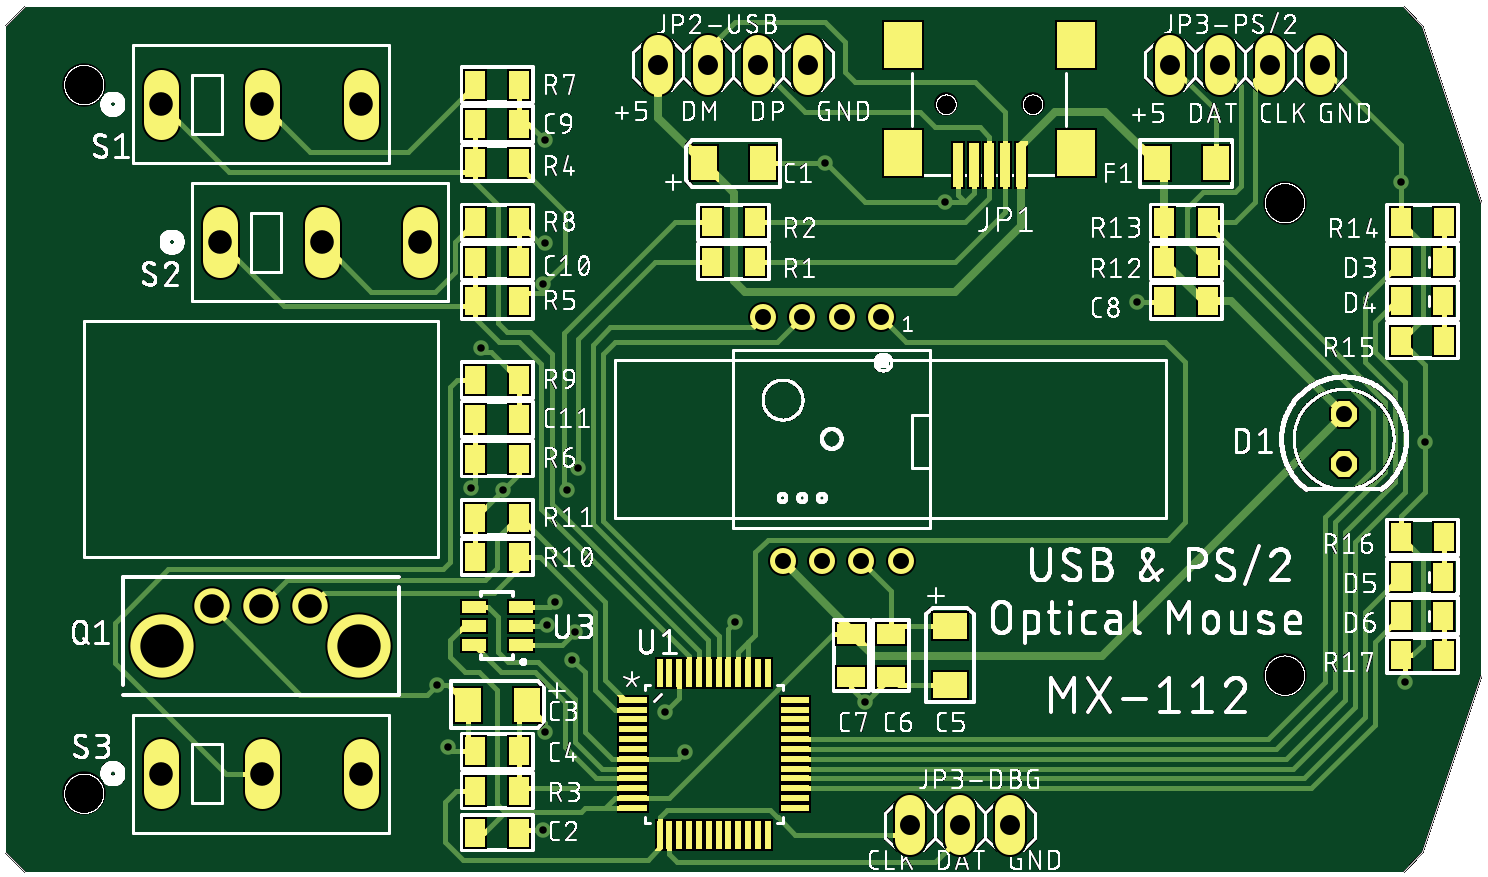 JP2-USB
JP3-PS/2
+5 DM DP GND
+5 DAT CLK GND
S1
R7
C9
R4
+
C1
F1
JP1
S2
R8
C10
R5
R2
R1
R13
R12
C8
R14
D3
D4
R15
1
R9
C11
R6
D1
R11
R10
USB & PS/2
Optical Mouse
MX-112
R16
D5
D6
R17
Q1
U3
U1
*
+
C7 C6 C5
+
C3
S3
C4
R3
C2
JP3-DBG
CLK DAT GND